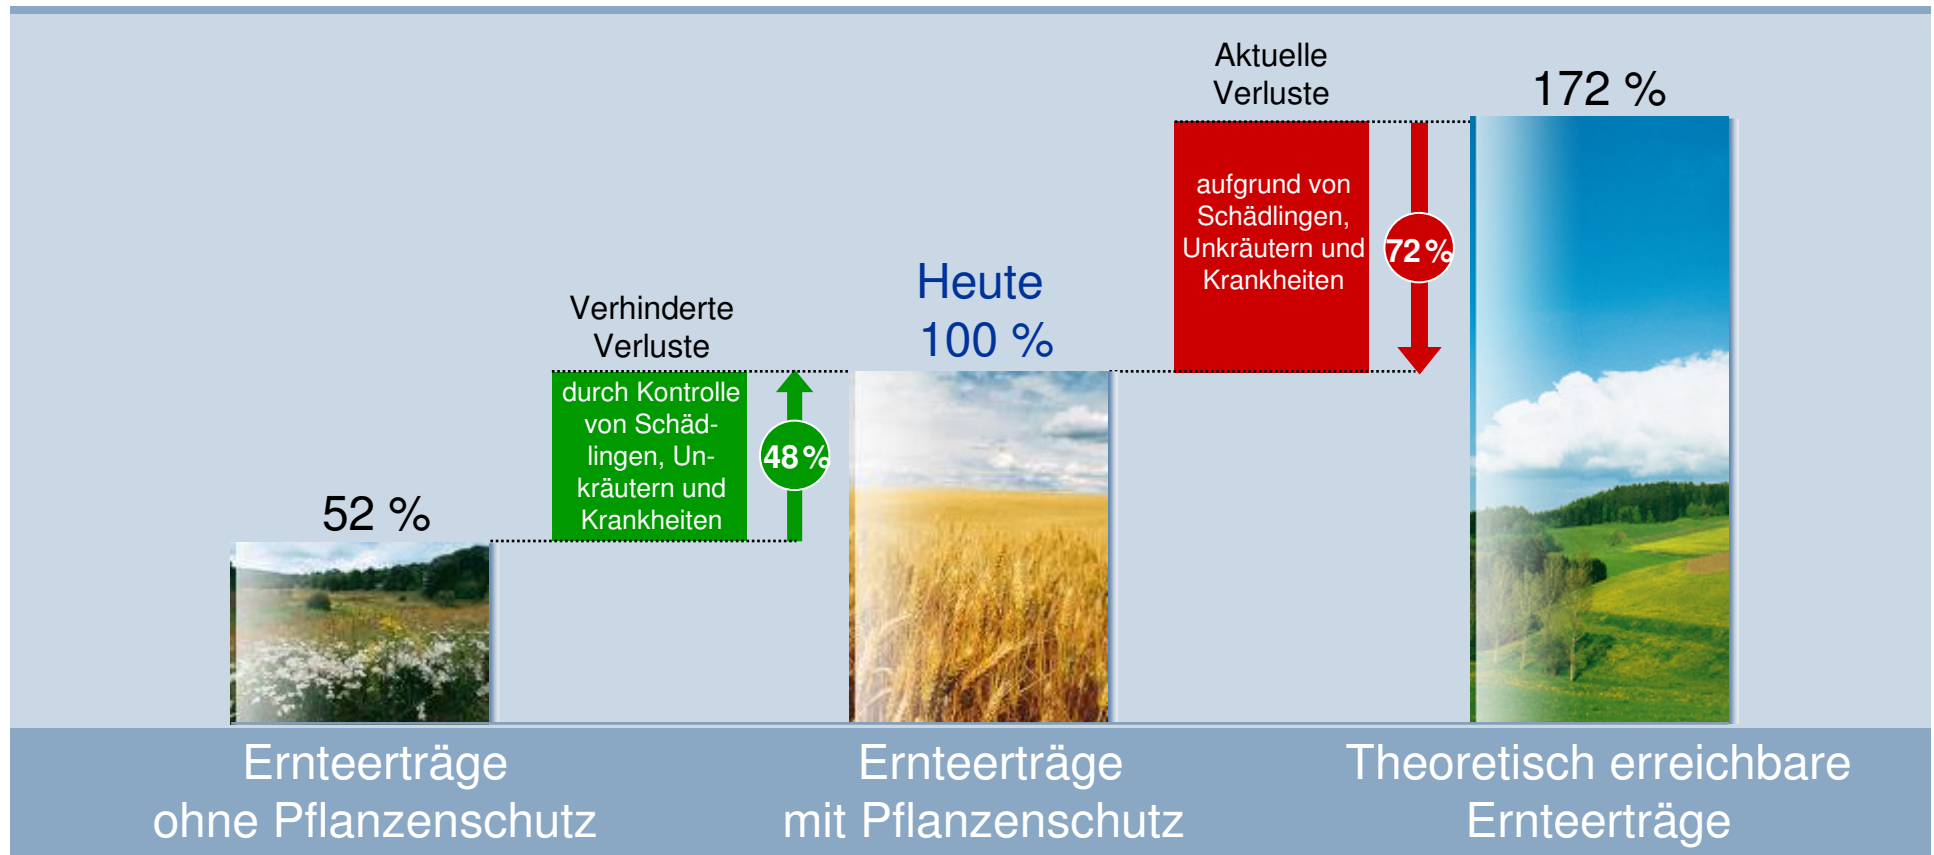 52 %
Verhinderte
Verluste
durch Kontrolle
von Schäd-
lingen, Un-
kräutern und
Krankheiten
48 %
Heute
100 %
Aktuelle
Verluste
aufgrund von
Schädlingen,
Unkräutern und
Krankheiten
72 %
172 %
Ernteerträge
ohne Pflanzenschutz
Ernteerträge
mit Pflanzenschutz
Theoretisch erreichbare
Ernteerträge